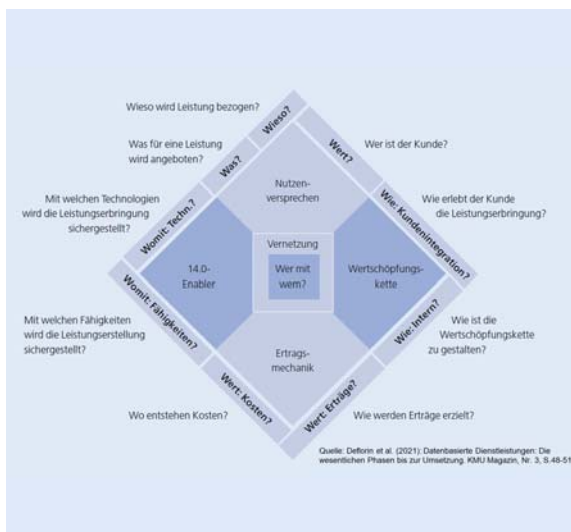 Wieso wird Leistung bezogen?
Wieso?
Wert?
Wer ist der Kunde?
Was für eine Leistung
wird angeboten?
Was?
Nutzen-
versprechen
Mit welchen Technologien
wird die Leistungserbringung
sichergestellt?
Womit: Techn.?
Wie: Kundenintegration?
Wie erlebt der Kunde
die Leistungserbringung?
14.0-
Enabler
Vernetzung
Wer mit
wem?
Wertschöpfungs-
kette
Mit welchen Fähigkeiten
wird die Leistungserstellung
sichergestellt?
Womit: Fähigkeiten?
Wie: Intern?
Wie ist die
Wertschöpfungskette
zu gestalten?
Ertrags-
mechanik
Wo entstehen Kosten?
Wert: Kosten?
Wert: Erträge?
Wie werden Erträge erzielt?
Quelle: Deflorin et al. (2021): Datenbasierte Dienstleistungen: Die
wesentlichen Phasen bis zur Umsetzung. KMU Magazin, Nr. 3, S.48-51